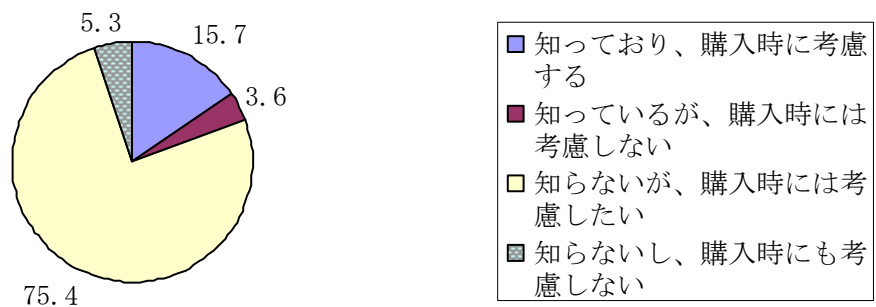 5.3
15.7
3.6
75.4
知っており、購入時に考慮
する
知っているが、購入時には
考慮しない
知らないが、購入時には考
慮したい
知らないし、購入時にも考
慮しない